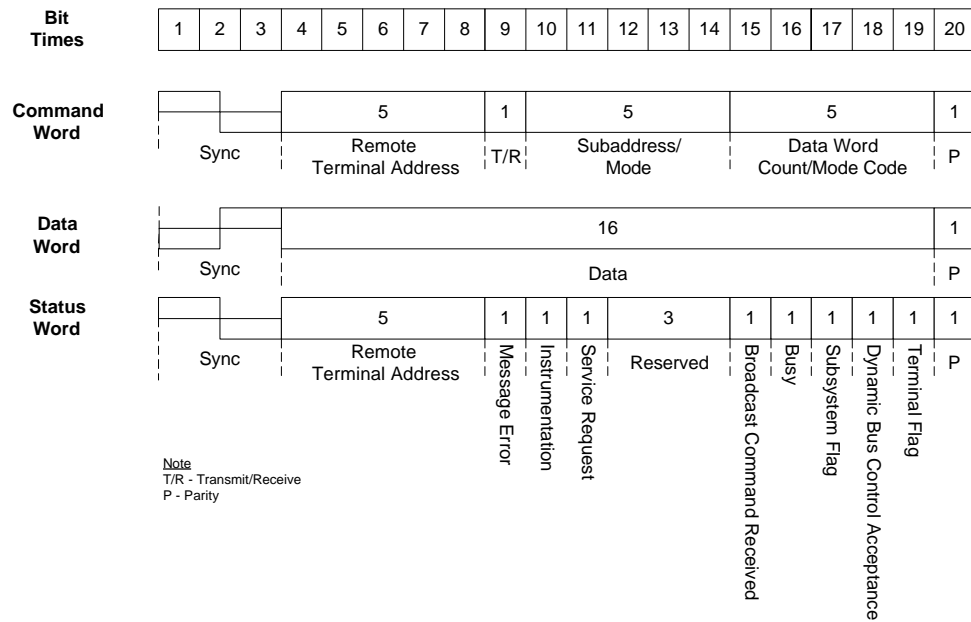 Bit
Times
1 2 3 4 5 6 7 8 9 10 11 12 13 14 15 16 17 18 19 20
Command
Word
5 1 5 5 1
Sync
Remote
Terminal Address
T/R
Subaddress/
Mode
Data Word
Count/Mode Code
P
Data
Word
16 1
Sync
Data
P
Status
Word
5 1 1 1 3 1 1 1 1 1 1
Sync
Remote
Terminal Address
Message Error
Instrumentation
Service Request
Reserved
Broadcast Command Received
Busy
Subsystem Flag
Dynamic Bus Control Acceptance
Terminal Flag
P
Note
T/R - Transmit/Receive
P - Parity